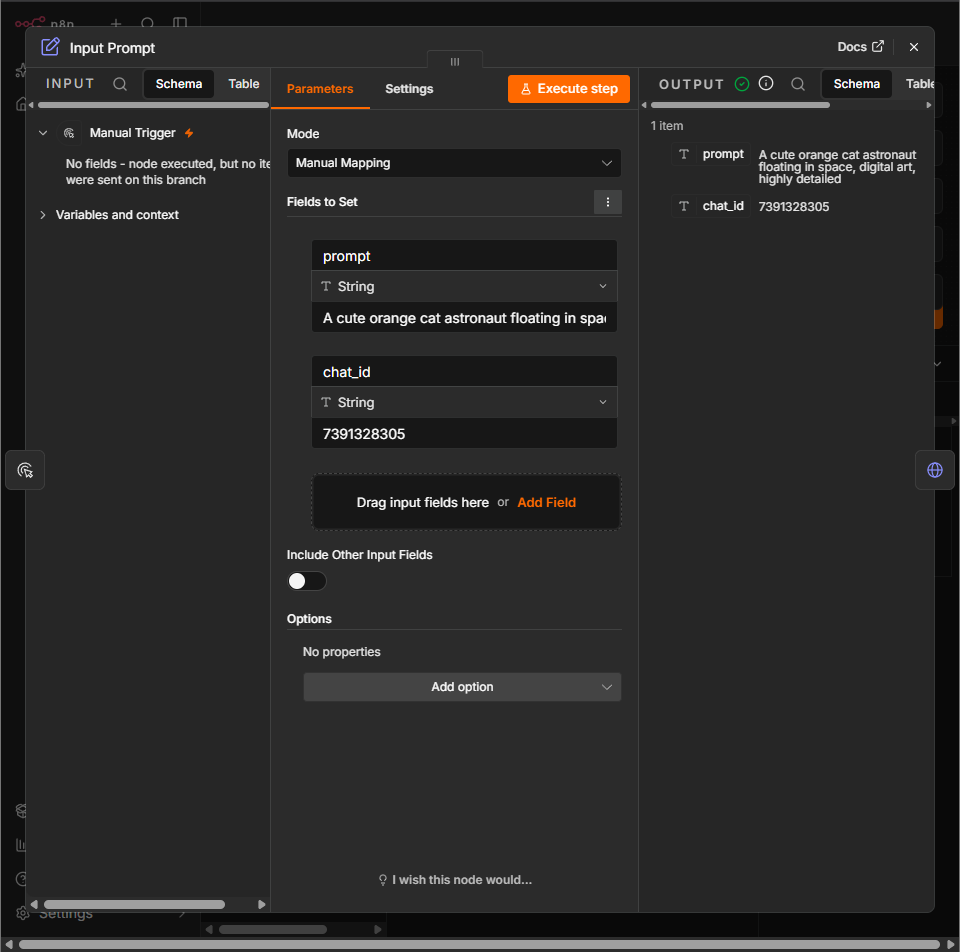 n8n
Input Prompt
Docs
INPUT
Schema
Table
Parameters
Settings
Execute step
OUTPUT
Schema
Table
Manual Trigger
No fields - node executed, but no ite
were sent on this branch
Variables and context
Mode
Manual Mapping
Fields to Set
prompt
String
A cute orange cat astronaut floating in spa
chat_id
String
7391328305
Drag input fields here or Add Field
Include Other Input Fields
Options
No properties
Add option
I wish this node would...
1 item
T prompt
A cute orange cat astronaut
floating in space, digital art,
highly detailed
T chat_id
7391328305
Settings